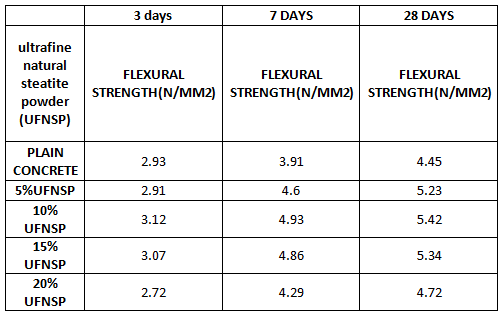 3 days 7 DAYS 28 DAYS
ultrafine
natural
steatite
powder
(UFNSP)
FLEXURAL
STRENGTH(N/MM2)
FLEXURAL
STRENGTH(N/MM2)
FLEXURAL
STRENGTH(N/MM2)
PLAIN
CONCRETE
2.93 3.91 4.45
5%UFNSP 2.91 4.6 5.23
10%
UFNSP
3.12 4.93 5.42
15%
UFNSP
3.07 4.86 5.34
20%
UFNSP
2.72 4.29 4.72